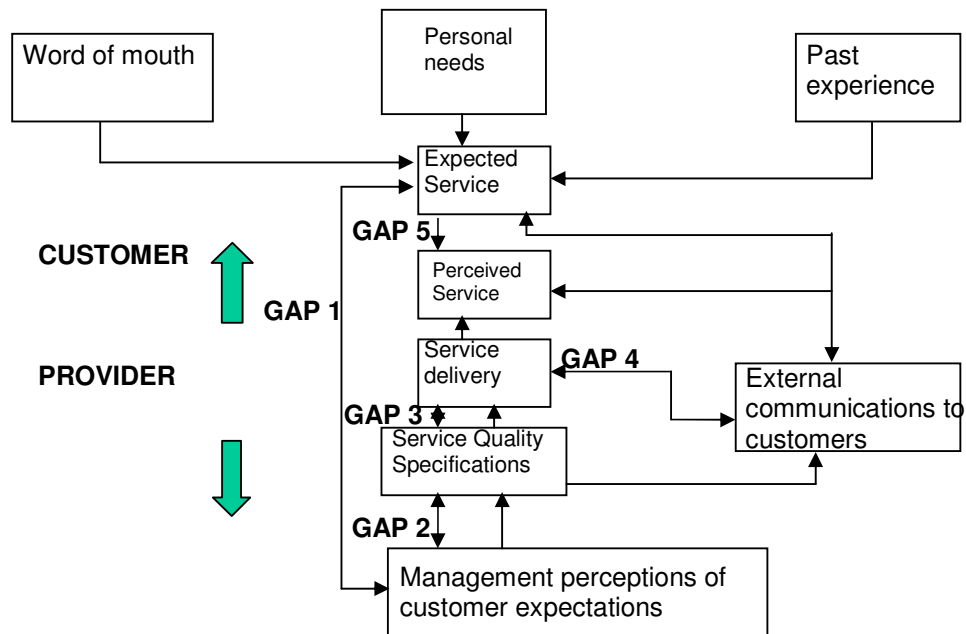 Word of mouth
Personal
needs
Past
experience
Expected
Service
GAP 5
CUSTOMER
Perceived
Service
GAP 1
PROVIDER
Service
delivery
GAP 4
External
communications to
customers
GAP 3
Service Quality
Specifications
GAP 2
Management perceptions of
customer expectations